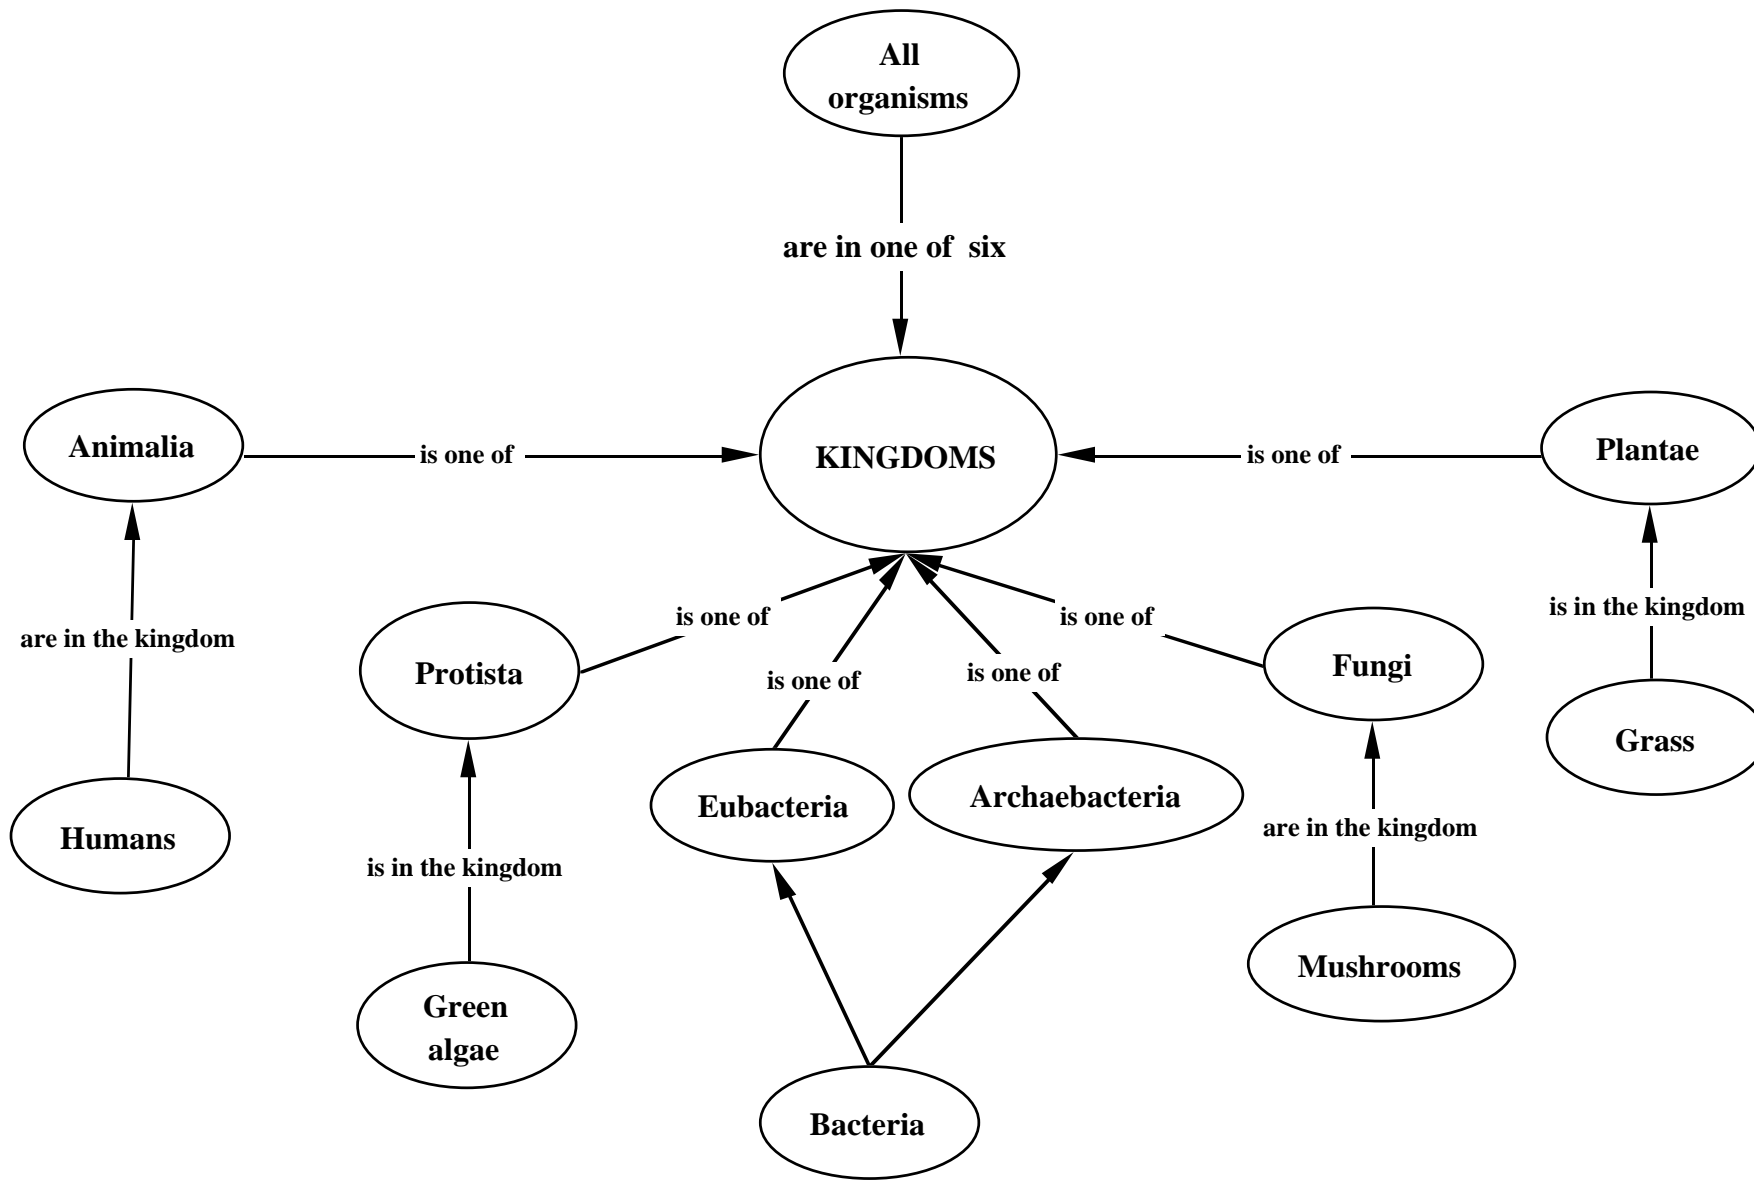 All
organisms
are in one of  six
Animalia
is one of
KINGDOMS
is one of
Plantae
are in the kingdom
Protista
is one of
is one of
is one of
is one of
Fungi
is in the kingdom
Humans
Eubacteria
Archaebacteria
Grass
is in the kingdom
are in the kingdom
Green
algae
Bacteria
Mushrooms